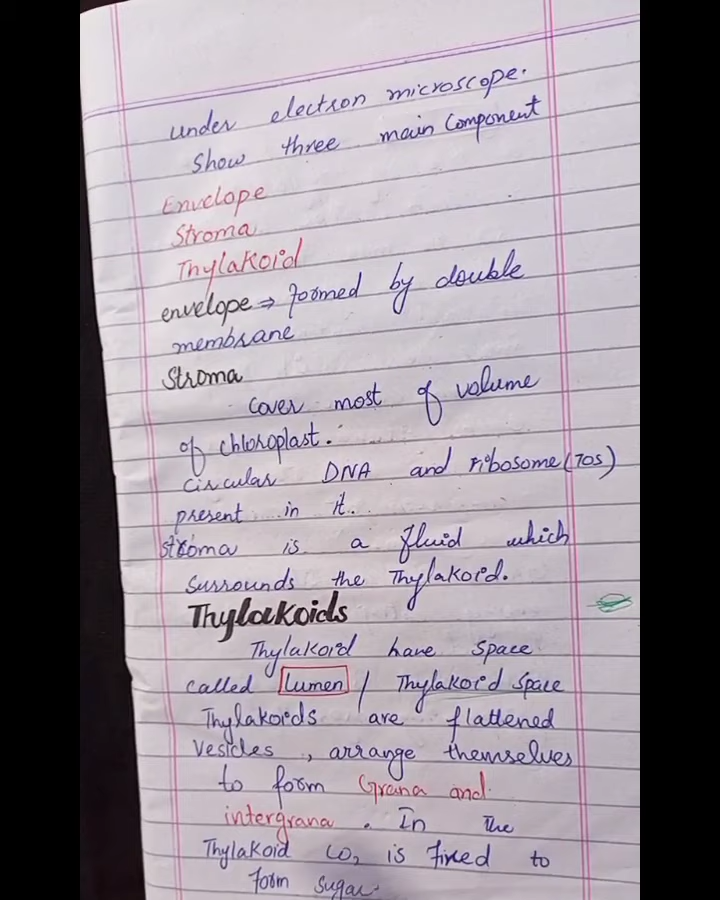 under electron microscope.
Show three main Component
Envelope
Stroma
Thylakoid
envelope ⇒ formed by double
membrane
Stroma
Cover most of volume
of chloroplast.
circular DNA and ribosome (70s)
present in it.
stroma is a fluid which
surrounds the Thylakoid.
Thylakoids
Thylakoid have space
called lumen / Thylakoid space
Thylakoids are flattened
vesicles , arrange themselves
to form Grana and
intergrana . In the
Thylakoid CO₂ is fixed to
form sugar.